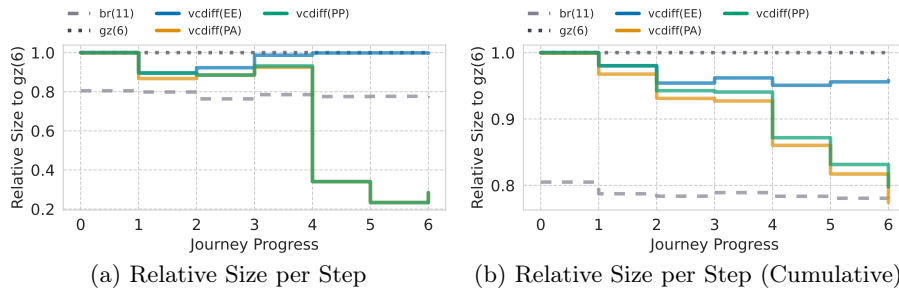 br(11) vcdiff(EE) vcdiff(PP)
gz(6) vcdiff(PA)
Relative Size to gz(6)
1.0
0.8
0.6
0.4
0.2
0 1 2 3 4 5 6
Journey Progress
(a) Relative Size per Step
br(11) vcdiff(EE) vcdiff(PP)
gz(6) vcdiff(PA)
Relative Size to gz(6)
1.0
0.9
0.8
0 1 2 3 4 5 6
Journey Progress
(b) Relative Size per Step (Cumulative)